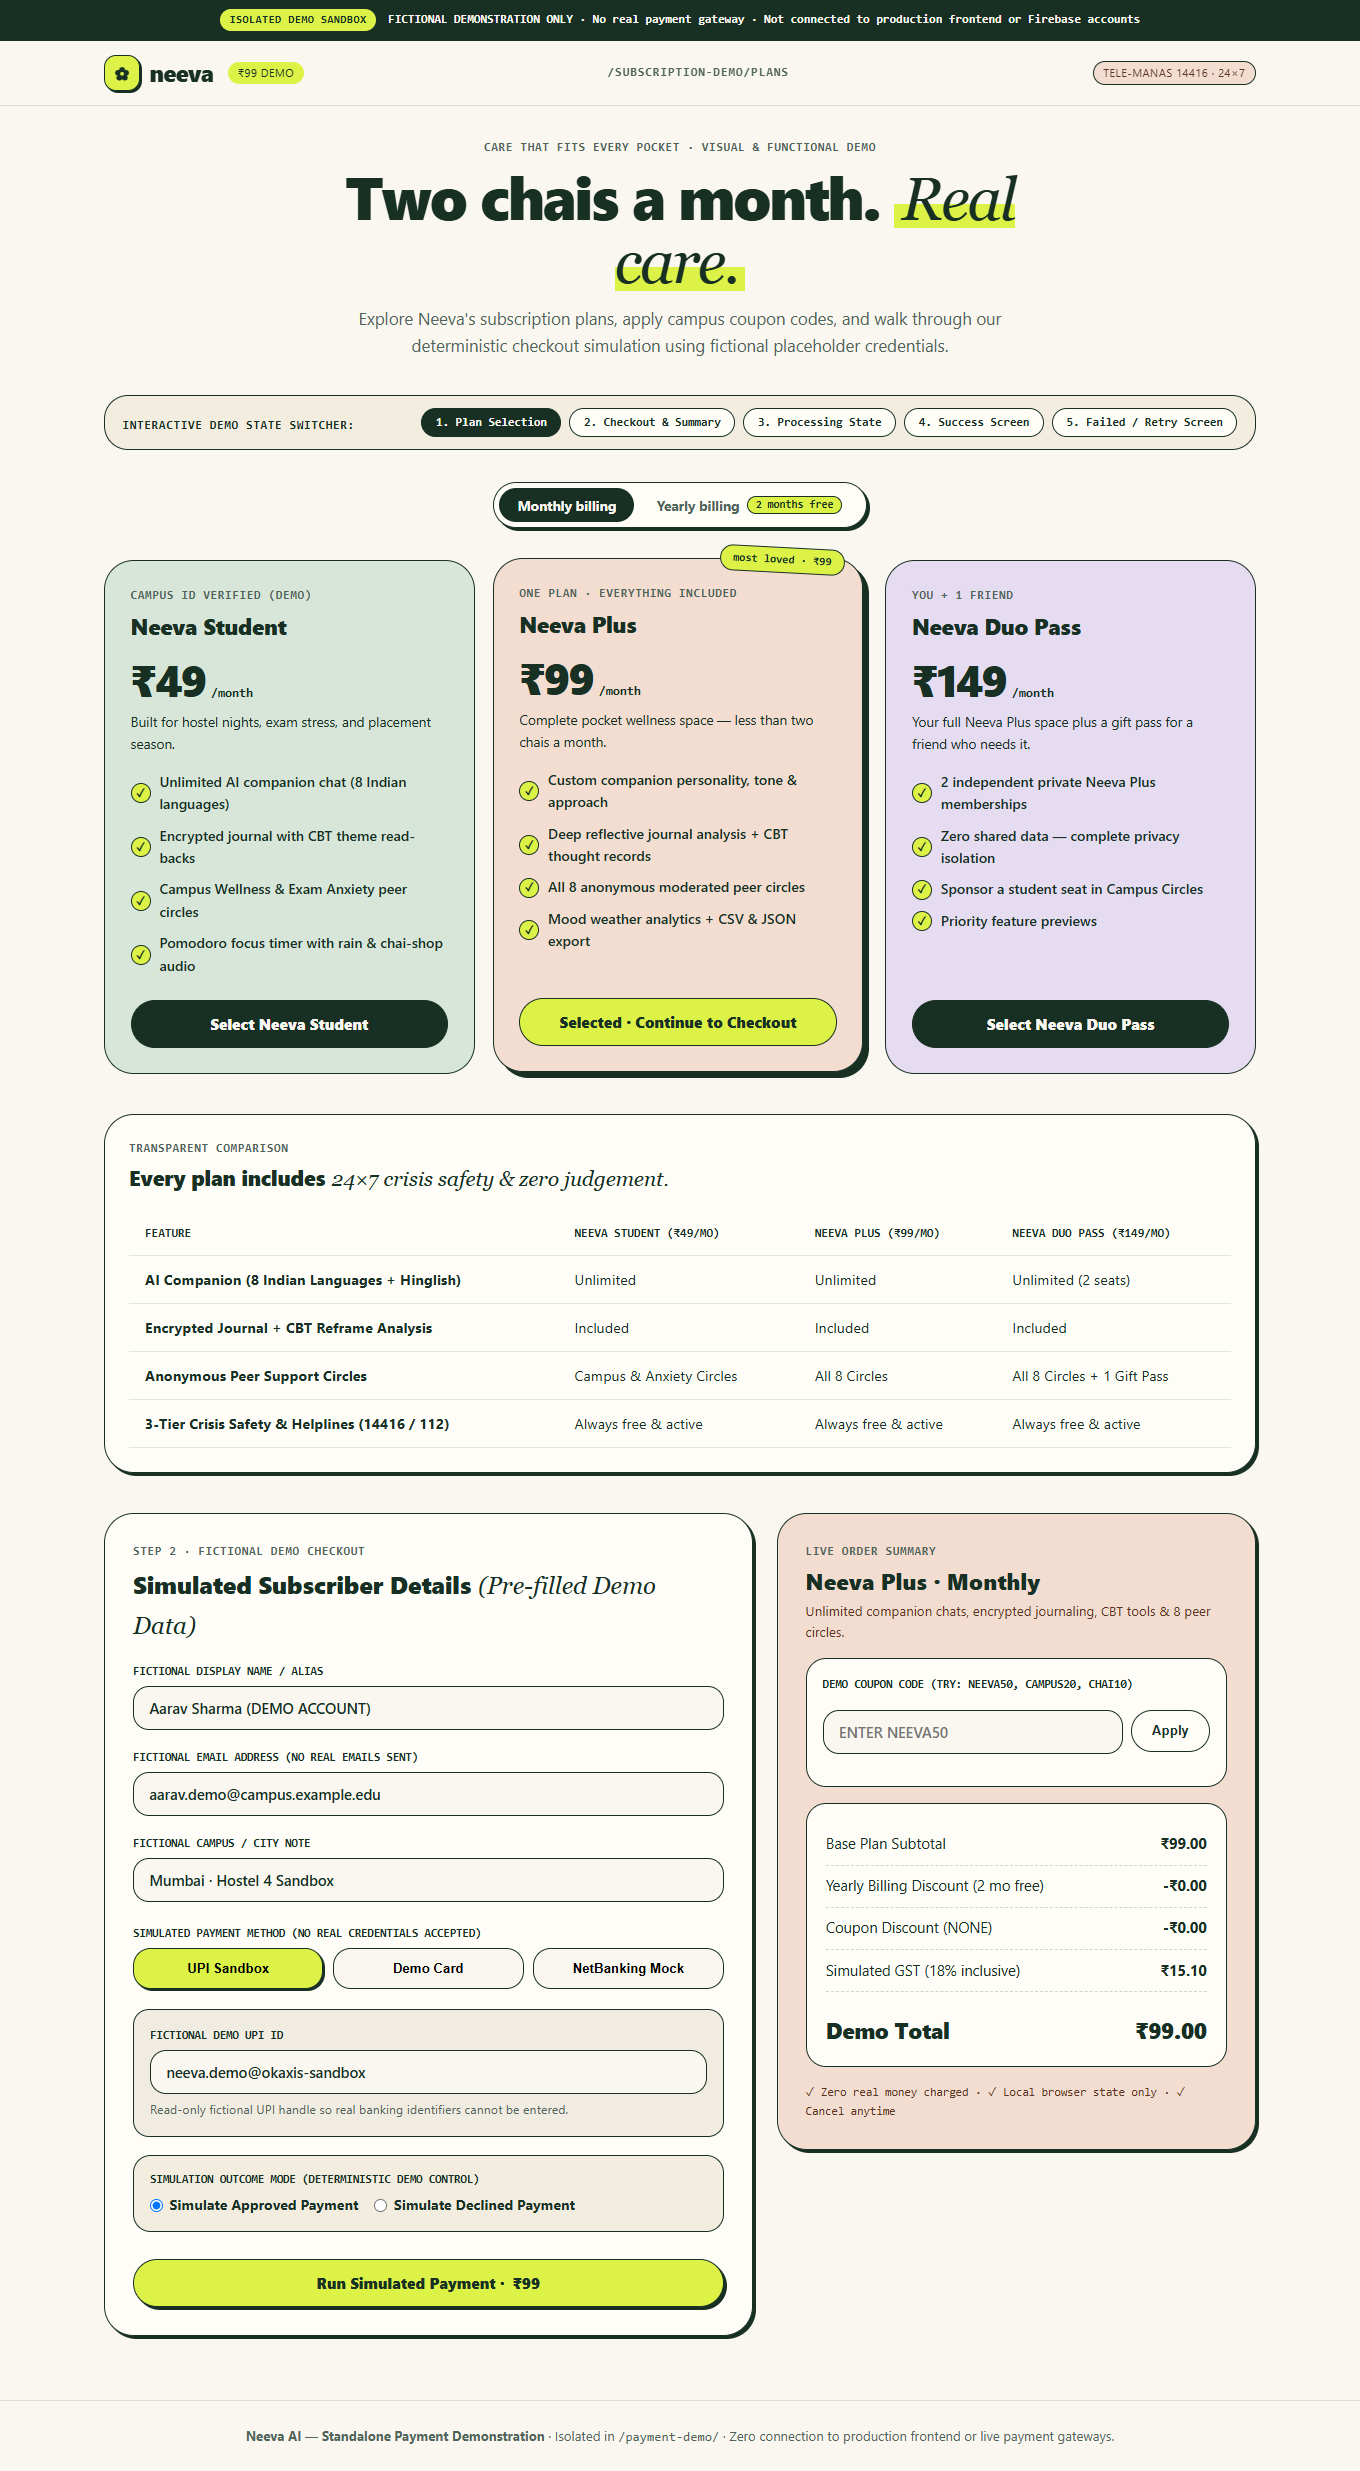 ISOLATED DEMO SANDBOX FICTIONAL DEMONSTRATION ONLY · No real payment gateway · Not connected to production frontend or Firebase accounts
neeva ₹99 DEMO /SUBSCRIPTION-DEMO/PLANS TELE-MANAS 14416 · 24×7
CARE THAT FITS EVERY POCKET · VISUAL & FUNCTIONAL DEMO
Two chais a month. Real
care.
Explore Neeva's subscription plans, apply campus coupon codes, and walk through our
deterministic checkout simulation using fictional placeholder credentials.
INTERACTIVE DEMO STATE SWITCHER: 1. Plan Selection 2. Checkout & Summary 3. Processing State 4. Success Screen 5. Failed / Retry Screen
Monthly billing Yearly billing 2 months free
CAMPUS ID VERIFIED (DEMO)
Neeva Student
₹49 /month
Built for hostel nights, exam stress, and placement
season.
✓ Unlimited AI companion chat (8 Indian
languages)
✓ Encrypted journal with CBT theme read-
backs
✓ Campus Wellness & Exam Anxiety peer
circles
✓ Pomodoro focus timer with rain & chai-shop
audio
Select Neeva Student
most loved · ₹99
ONE PLAN · EVERYTHING INCLUDED
Neeva Plus
₹99 /month
Complete pocket wellness space — less than two
chais a month.
✓ Custom companion personality, tone &
approach
✓ Deep reflective journal analysis + CBT
thought records
✓ All 8 anonymous moderated peer circles
✓ Mood weather analytics + CSV & JSON
export
Selected · Continue to Checkout
YOU + 1 FRIEND
Neeva Duo Pass
₹149 /month
Your full Neeva Plus space plus a gift pass for a
friend who needs it.
✓ 2 independent private Neeva Plus
memberships
✓ Zero shared data — complete privacy
isolation
✓ Sponsor a student seat in Campus Circles
✓ Priority feature previews
Select Neeva Duo Pass
TRANSPARENT COMPARISON
Every plan includes 24×7 crisis safety & zero judgement.
FEATURE NEEVA STUDENT (₹49/MO) NEEVA PLUS (₹99/MO) NEEVA DUO PASS (₹149/MO)
AI Companion (8 Indian Languages + Hinglish) Unlimited Unlimited Unlimited (2 seats)
Encrypted Journal + CBT Reframe Analysis Included Included Included
Anonymous Peer Support Circles Campus & Anxiety Circles All 8 Circles All 8 Circles + 1 Gift Pass
3-Tier Crisis Safety & Helplines (14416 / 112) Always free & active Always free & active Always free & active
STEP 2 · FICTIONAL DEMO CHECKOUT
Simulated Subscriber Details (Pre-filled Demo
Data)
FICTIONAL DISPLAY NAME / ALIAS
Aarav Sharma (DEMO ACCOUNT)
FICTIONAL EMAIL ADDRESS (NO REAL EMAILS SENT)
aarav.demo@campus.example.edu
FICTIONAL CAMPUS / CITY NOTE
Mumbai · Hostel 4 Sandbox
SIMULATED PAYMENT METHOD (NO REAL CREDENTIALS ACCEPTED)
UPI Sandbox Demo Card NetBanking Mock
FICTIONAL DEMO UPI ID
neeva.demo@okaxis-sandbox
Read-only fictional UPI handle so real banking identifiers cannot be entered.
SIMULATION OUTCOME MODE (DETERMINISTIC DEMO CONTROL)
Simulate Approved Payment Simulate Declined Payment
Run Simulated Payment · ₹99
LIVE ORDER SUMMARY
Neeva Plus · Monthly
Unlimited companion chats, encrypted journaling, CBT tools & 8 peer
circles.
DEMO COUPON CODE (TRY: NEEVA50, CAMPUS20, CHAI10)
ENTER NEEVA50 Apply
Base Plan Subtotal ₹99.00
Yearly Billing Discount (2 mo free) -₹0.00
Coupon Discount (NONE) -₹0.00
Simulated GST (18% inclusive) ₹15.10
Demo Total ₹99.00
✓ Zero real money charged · ✓ Local browser state only · ✓
Cancel anytime
Neeva AI — Standalone Payment Demonstration · Isolated in /payment-demo/ · Zero connection to production frontend or live payment gateways.